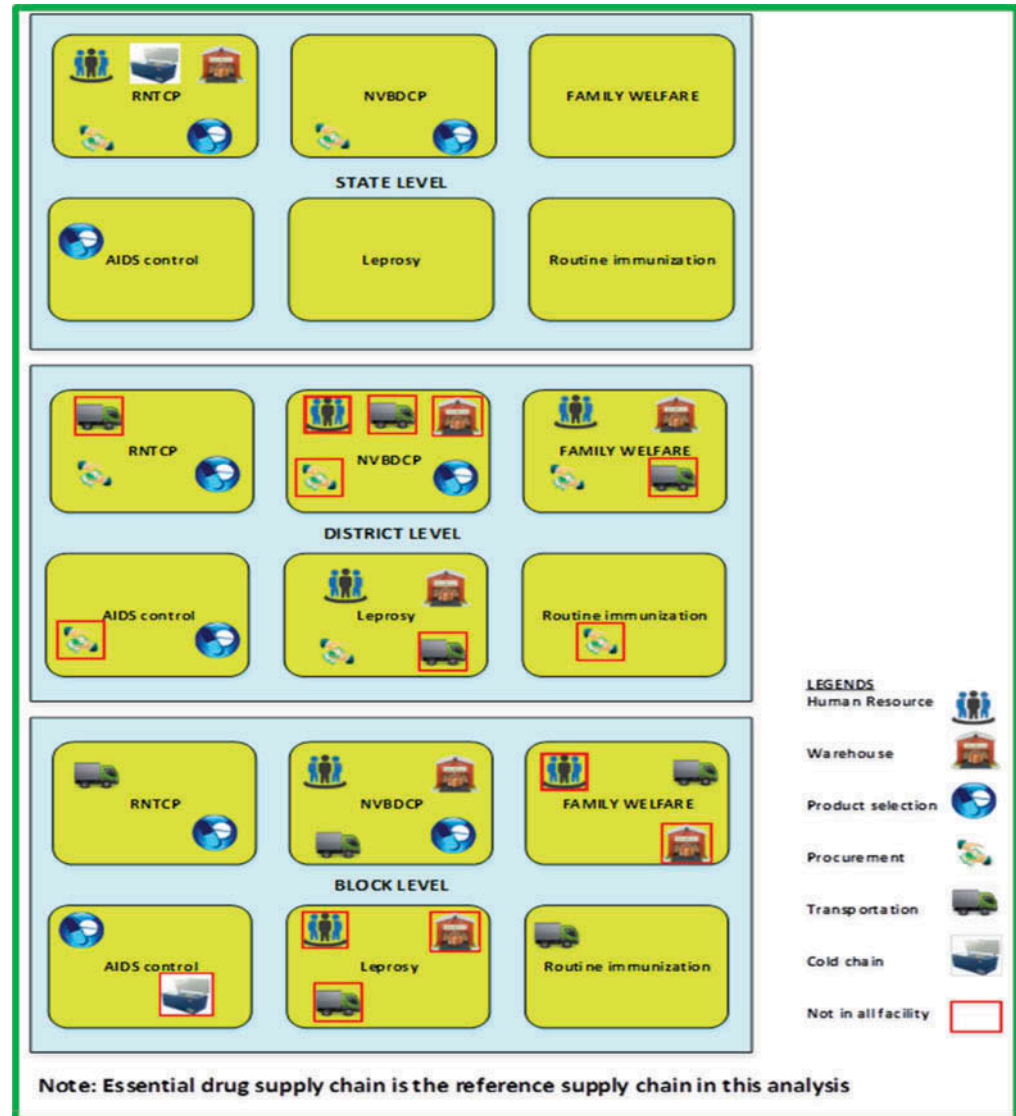 RNTCP
NVBDCP
FAMILY WELFARE
STATE LEVEL
AIDS control
Leprosy
Routine immunization
RNTCP
NVBDCP
FAMILY WELFARE
DISTRICT LEVEL
AIDS control
Leprosy
Routine immunization
RNTCP
NVBDCP
FAMILY WELFARE
BLOCK LEVEL
AIDS control
Leprosy
Routine immunization
LEGENDS
Human Resource
Warehouse
Product selection
Procurement
Transportation
Cold chain
Not in all facility
Note: Essential drug supply chain is the reference supply chain in this analysis